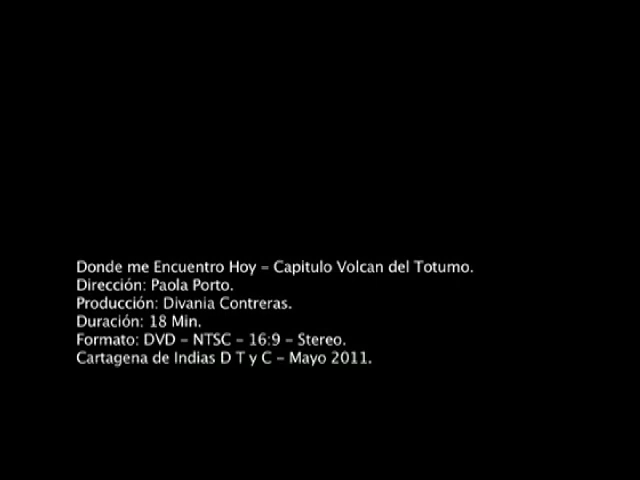 Donde me Encuentro Hoy – Capitulo Volcan del Totumo.
Dirección: Paola Porto.
Producción: Divania Contreras.
Duración: 18 Min.
Formato: DVD – NTSC – 16:9 – Stereo.
Cartagena de Indias D T y C – Mayo 2011.